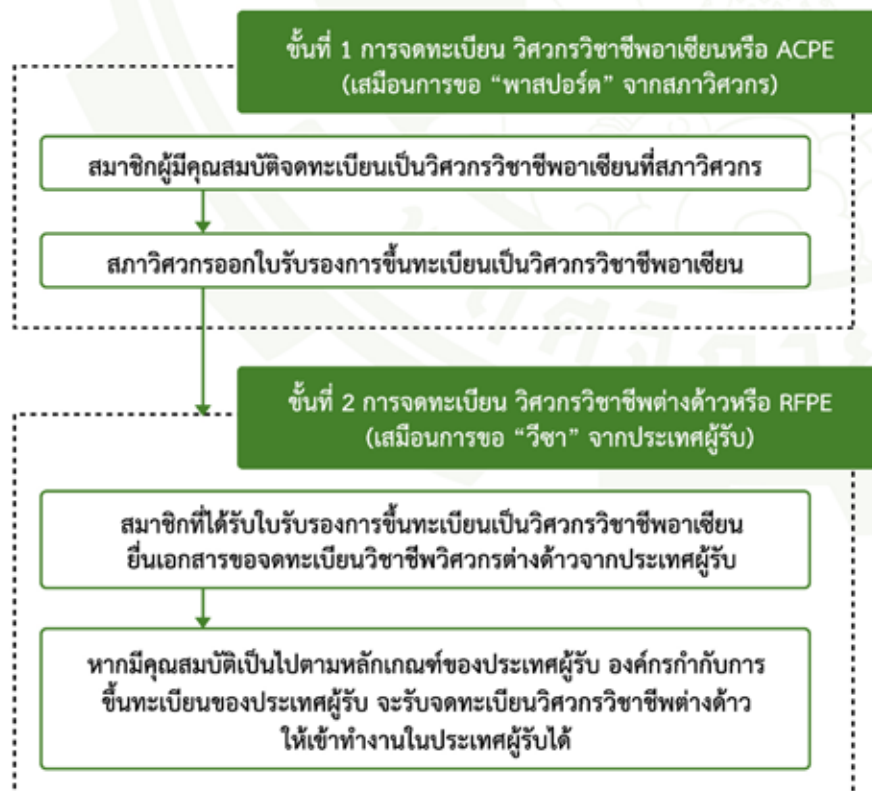 ขั้นที่ 1 การจดทะเบียน วิศวกรวิชาชีพอาเซียนหรือ ACPE
(เสมือนการขอ “พาสปอร์ต” จากสภาวิศวกร)
สมาชิกผู้มีคุณสมบัติจดทะเบียนเป็นวิศวกรวิชาชีพอาเซียนที่สภาวิศวกร
สภาวิศวกรออกใบรับรองการขึ้นทะเบียนเป็นวิศวกรวิชาชีพอาเซียน
ขั้นที่ 2 การจดทะเบียน วิศวกรวิชาชีพต่างด้าวหรือ RFPE
(เสมือนการขอ “วีซา” จากประเทศผู้รับ)
สมาชิกที่ได้รับใบรับรองการขึ้นทะเบียนเป็นวิศวกรวิชาชีพอาเซียน
ยื่นเอกสารขอจดทะเบียนวิชาชีพวิศวกรต่างด้าวจากประเทศผู้รับ
หากมีคุณสมบัติเป็นไปตามหลักเกณฑ์ของประเทศผู้รับ องค์กรกำกับการ
ขึ้นทะเบียนของประเทศผู้รับ จะรับจดทะเบียนวิศวกรวิชาชีพต่างด้าว
ให้เข้าทำงานในประเทศผู้รับได้